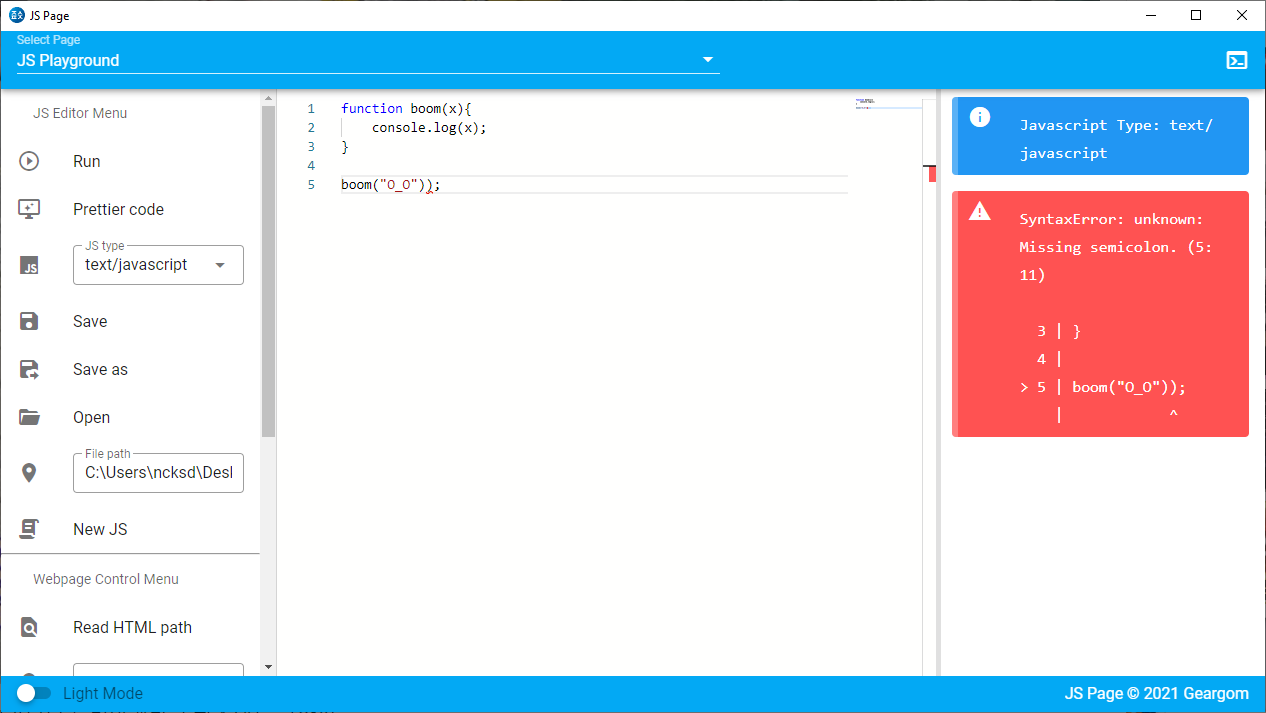 JS Page
Select Page
JS Playground
JS Editor Menu
Run
Prettier code
JS type
text/javascript
JS
Save
Save as
Open
File path
C:\Users\ncksd\Desl
New JS
Webpage Control Menu
Read HTML path
1 function boom(x){
2 console.log(x);
3 }
4
5 boom("O_O"));
Javascript Type: text/
javascript
SyntaxError: unknown:
Missing semicolon. (5:
11)
3 | }
4 |
> 5 | boom("O_O"));
| ^
Light Mode
JS Page © 2021 Geargom